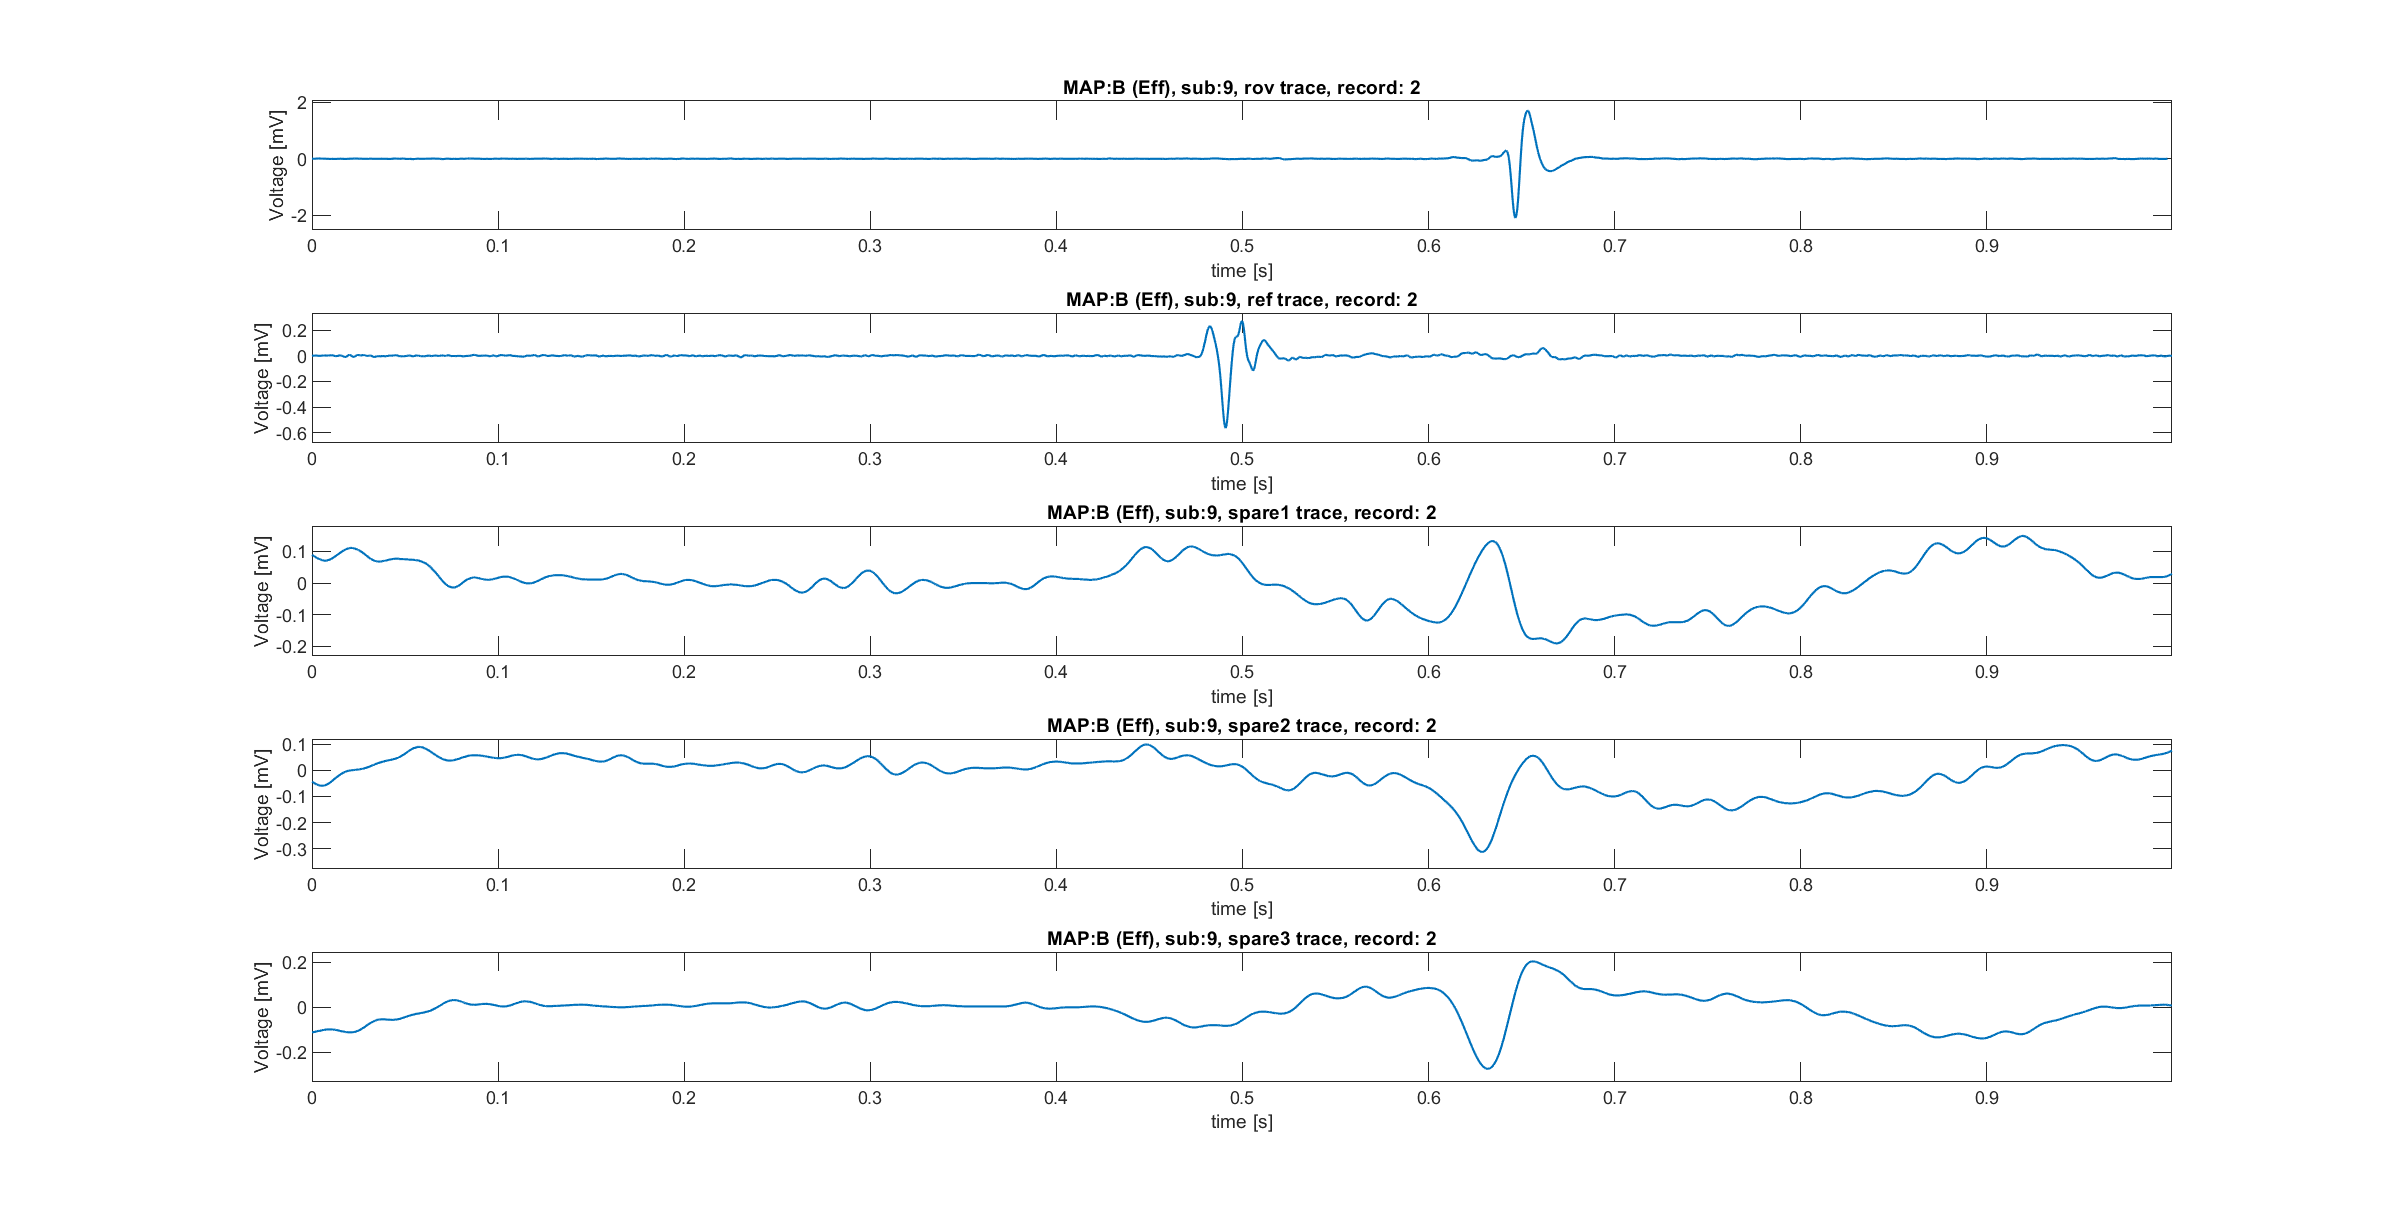 MAP:B (Eff), sub:9, rov trace, record: 2
Voltage [mV]
2
0
-2
0 0.1 0.2 0.3 0.4 0.5 0.6 0.7 0.8 0.9
time [s]
MAP:B (Eff), sub:9, ref trace, record: 2
Voltage [mV]
0.2
0
-0.2
-0.4
-0.6
0 0.1 0.2 0.3 0.4 0.5 0.6 0.7 0.8 0.9
time [s]
MAP:B (Eff), sub:9, spare1 trace, record: 2
Voltage [mV]
0.1
0
-0.1
-0.2
0 0.1 0.2 0.3 0.4 0.5 0.6 0.7 0.8 0.9
time [s]
MAP:B (Eff), sub:9, spare2 trace, record: 2
Voltage [mV]
0.1
0
-0.1
-0.2
-0.3
0 0.1 0.2 0.3 0.4 0.5 0.6 0.7 0.8 0.9
time [s]
MAP:B (Eff), sub:9, spare3 trace, record: 2
Voltage [mV]
0.2
0
-0.2
0 0.1 0.2 0.3 0.4 0.5 0.6 0.7 0.8 0.9
time [s]